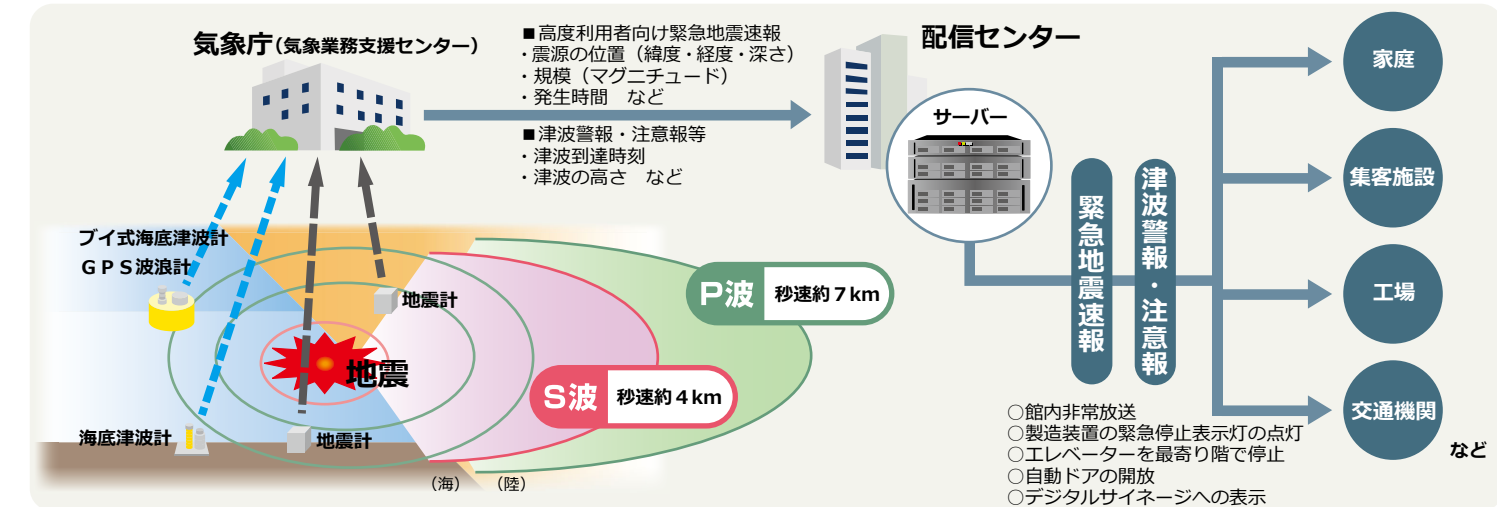 気象庁(気象業務支援センター)
■高度利用者向け緊急地震速報
・震源の位置（緯度・経度・深さ）
・規模（マグニチュード）
・発生時間　など
■津波警報・注意報等
・津波到達時刻
・津波の高さ　など
配信センター
サーバー
緊急地震速報
津波警報・注意報
家庭
集客施設
工場
交通機関
など
ブイ式海底津波計
ＧＰＳ波浪計
地震計
地震
P波 秒速約７km
S波 秒速約４km
海底津波計
地震計
（海）（陸）
○館内非常放送
○製造装置の緊急停止表示灯の点灯
○エレベーターを最寄り階で停止
○自動ドアの開放
○デジタルサイネージへの表示